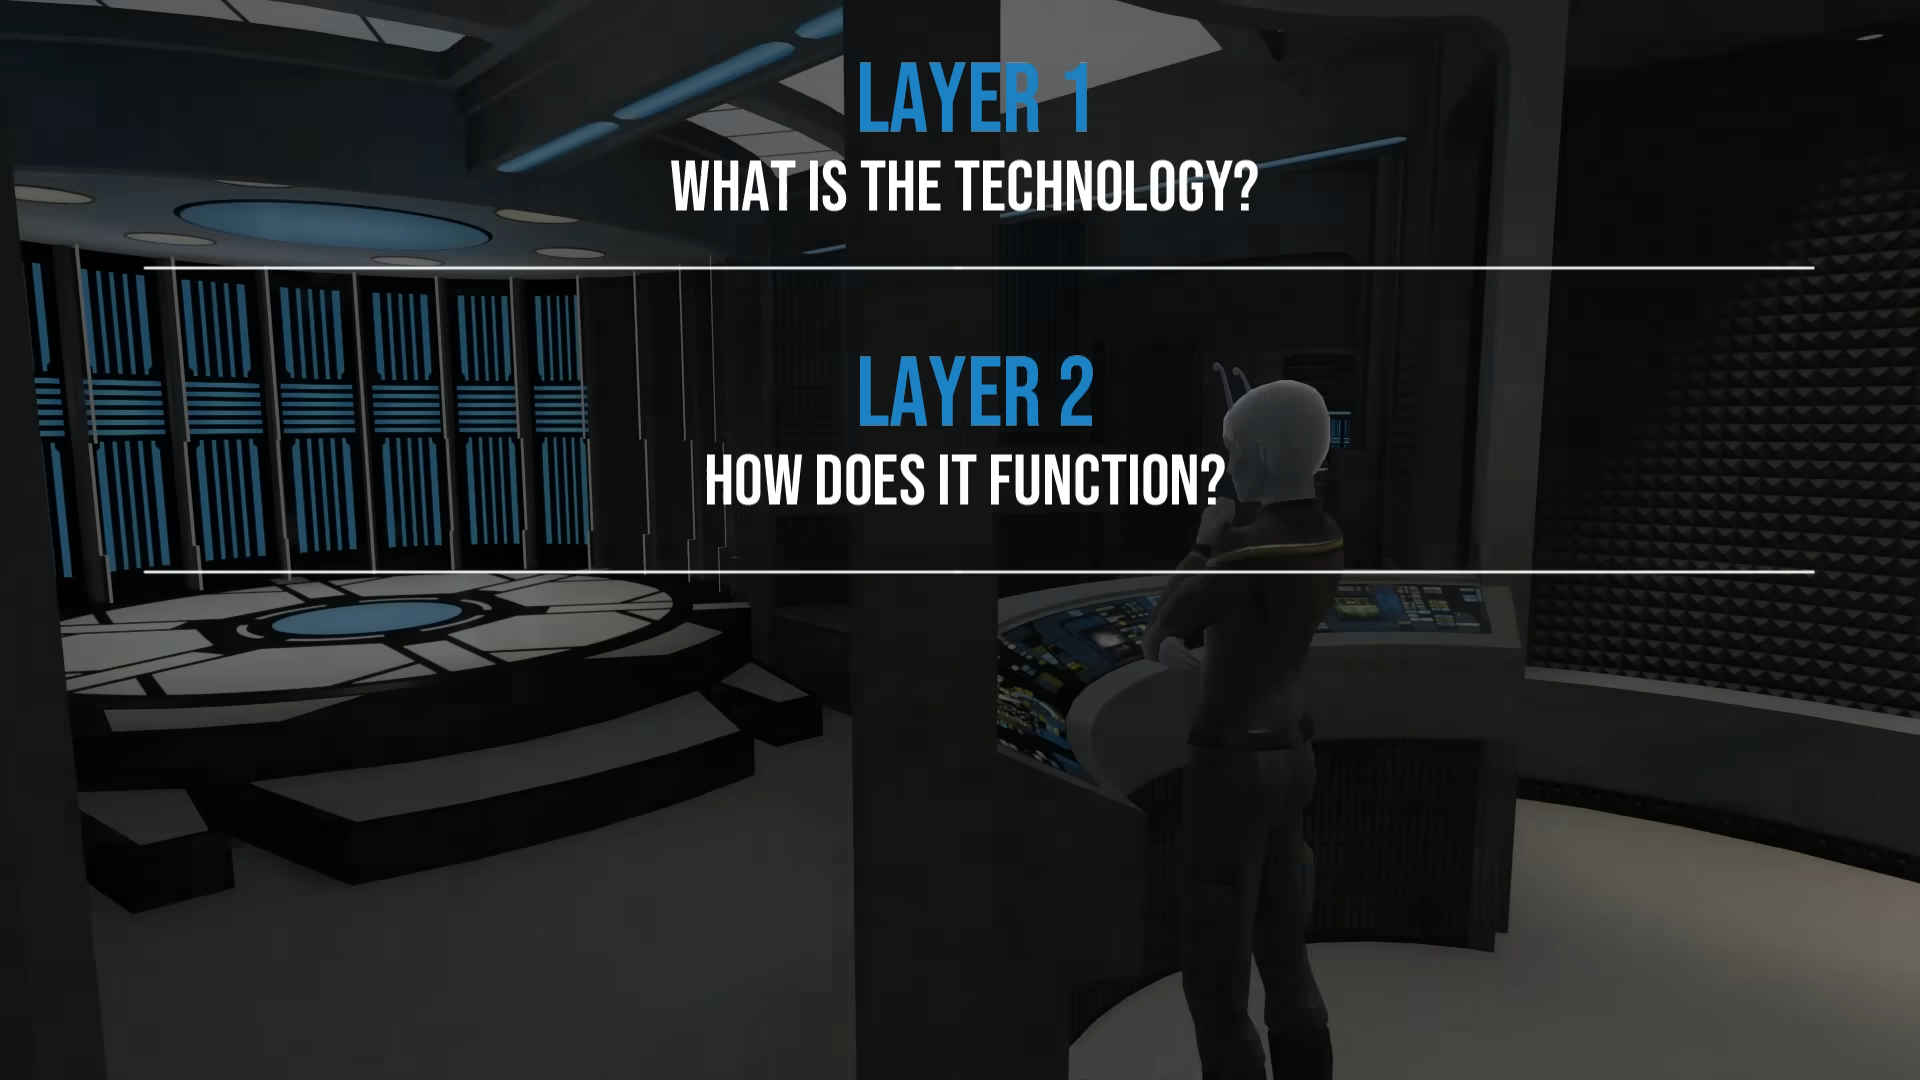 LAYER 1
WHAT IS THE TECHNOLOGY?
LAYER 2
HOW DOES IT FUNCTION?